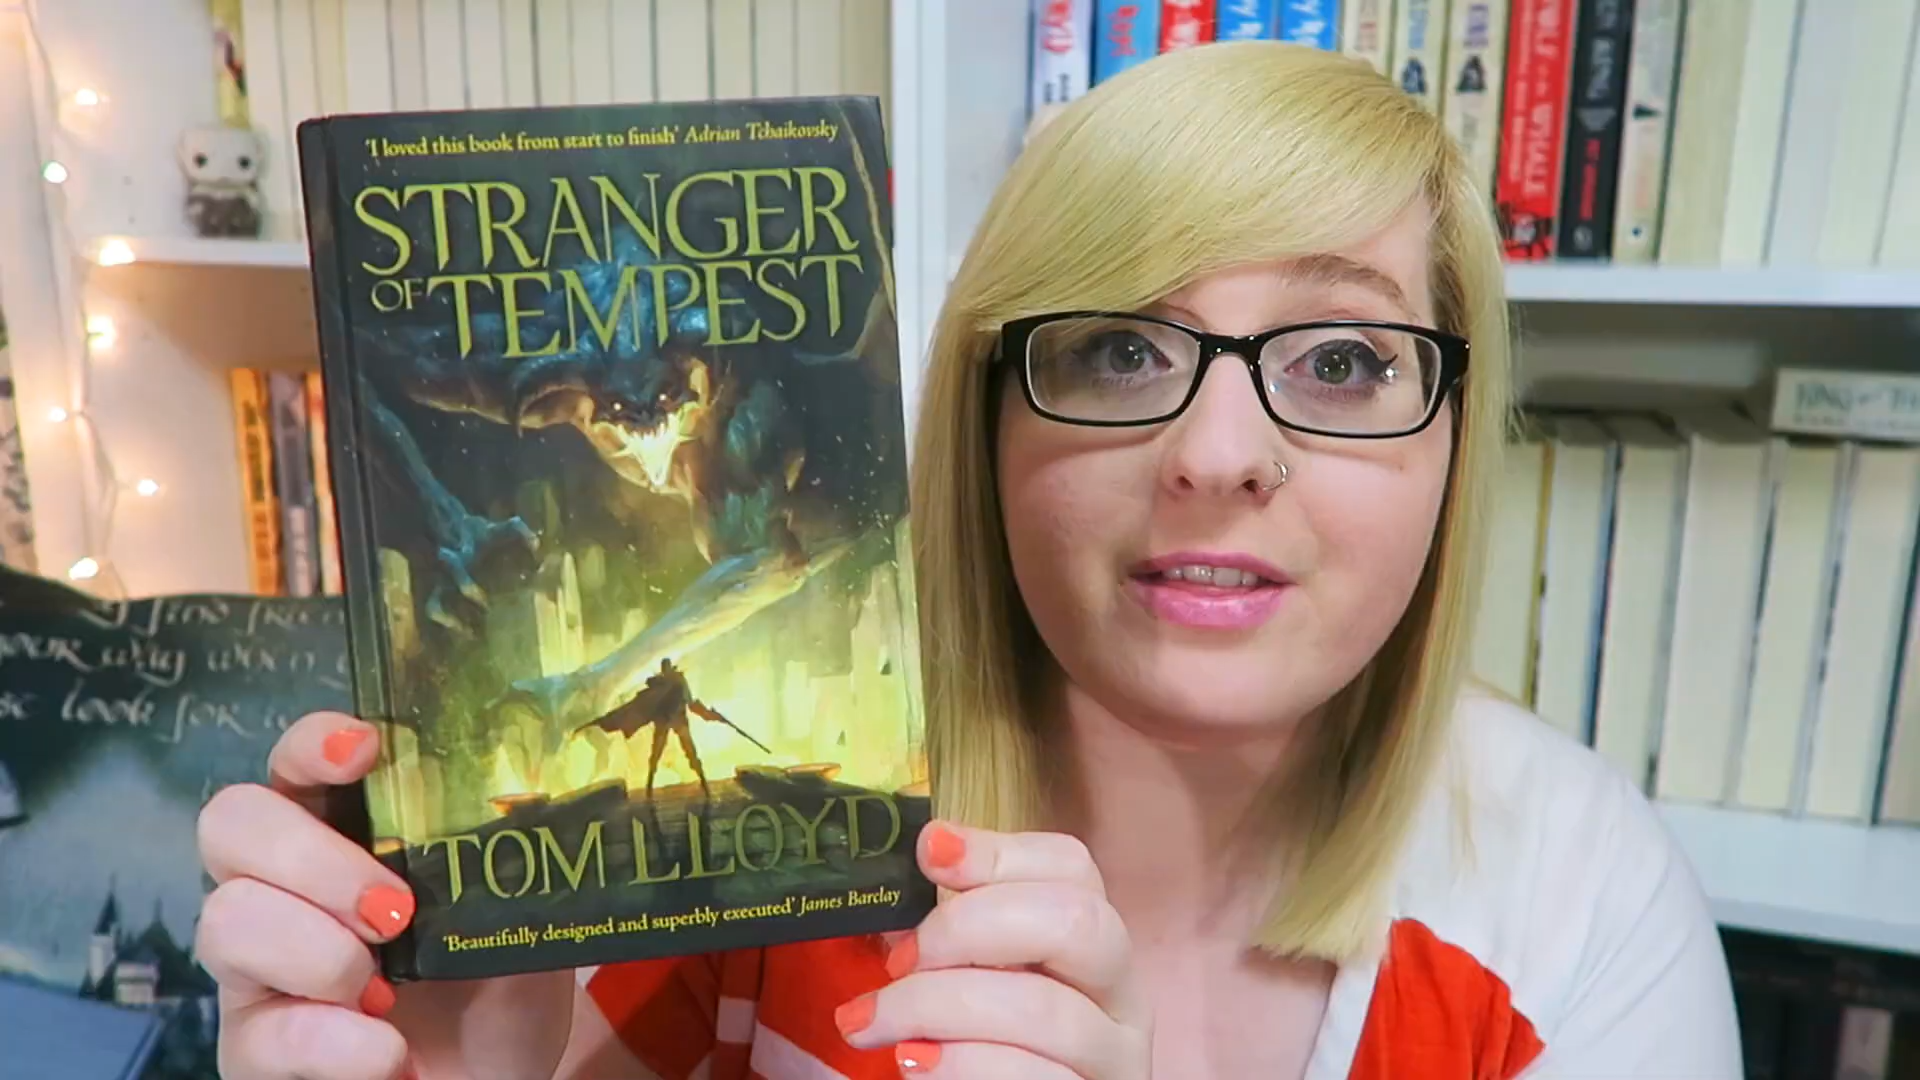 'I loved this book from start to finish' Adrian Tchaikovsky
STRANGER
OF TEMPEST
TOM LLOYD
'Beautifully designed and superbly executed' James Barclay